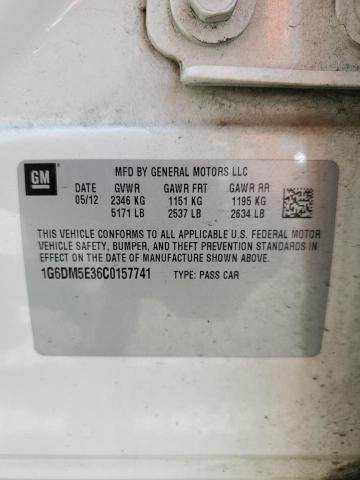 GM
MFD BY GENERAL MOTORS LLC
DATE GVWR GAWR FRT GAWR RR
05/12 2346 KG 1151 KG 1195 KG
5171 LB 2537 LB 2634 LB
THIS VEHICLE CONFORMS TO ALL APPLICABLE U.S. FEDERAL MOTOR
VEHICLE SAFETY, BUMPER, AND THEFT PREVENTION STANDARDS IN
EFFECT ON THE DATE OF MANUFACTURE SHOWN ABOVE.
1G6DM5E36C0157741 TYPE: PASS CAR